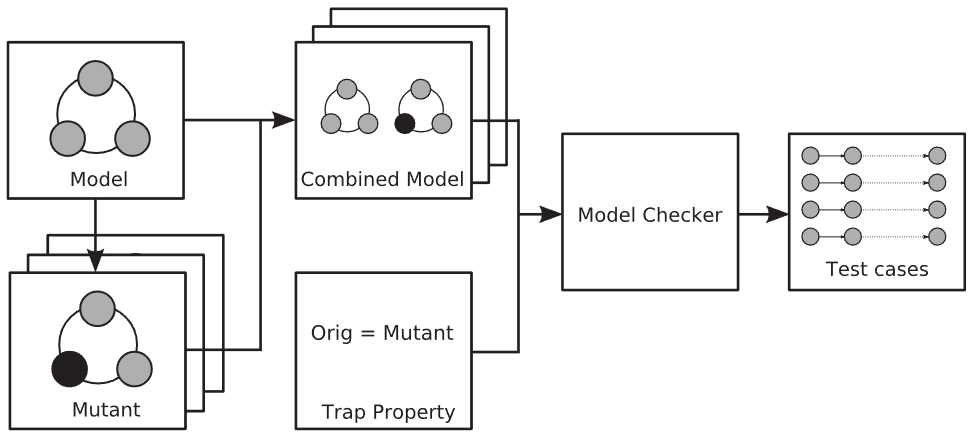 Model
Combined Model
Model Checker
Test cases
Orig = Mutant
Mutant
Trap Property